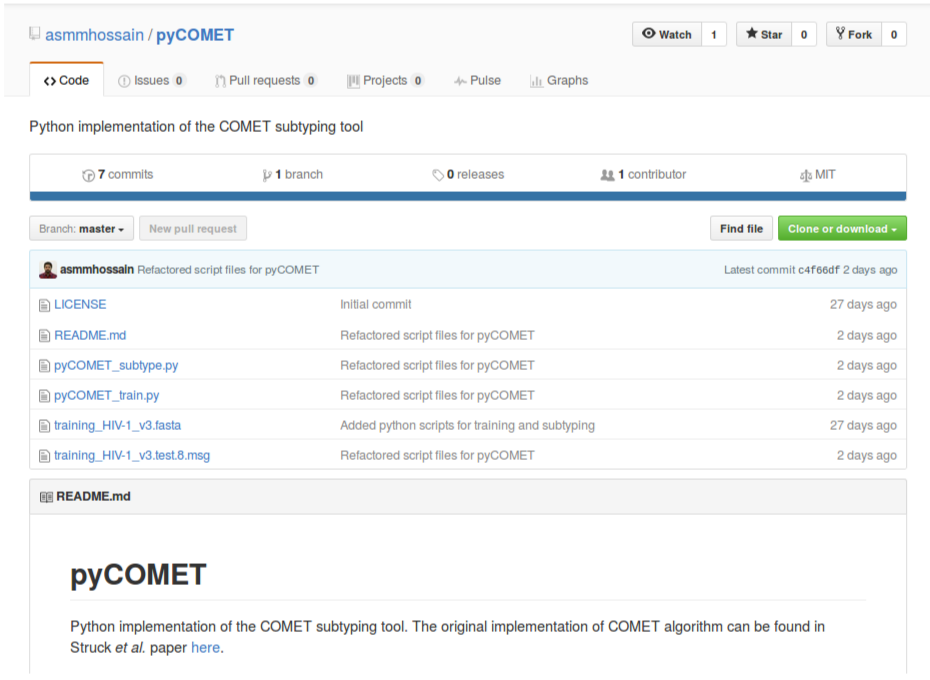 asmmhossain / pyCOMET
Watch 1 Star 0 Fork 0
Code Issues 0 Pull requests 0 Projects 0 Pulse Graphs
Python implementation of the COMET subtyping tool
7 commits 1 branch 0 releases 1 contributor MIT
Branch: master New pull request Find file Clone or download
asmmhossain Refactored script files for pyCOMET Latest commit c4f66df 2 days ago
LICENSE Initial commit 27 days ago
README.md Refactored script files for pyCOMET 2 days ago
pyCOMET_subtype.py Refactored script files for pyCOMET 2 days ago
pyCOMET_train.py Refactored script files for pyCOMET 2 days ago
training_HIV-1_v3.fasta Added python scripts for training and subtyping 27 days ago
training_HIV-1_v3.test.8.msg Refactored script files for pyCOMET 2 days ago
README.md
pyCOMET
Python implementation of the COMET subtyping tool. The original implementation of COMET algorithm can be found in
Struck et al. paper here.